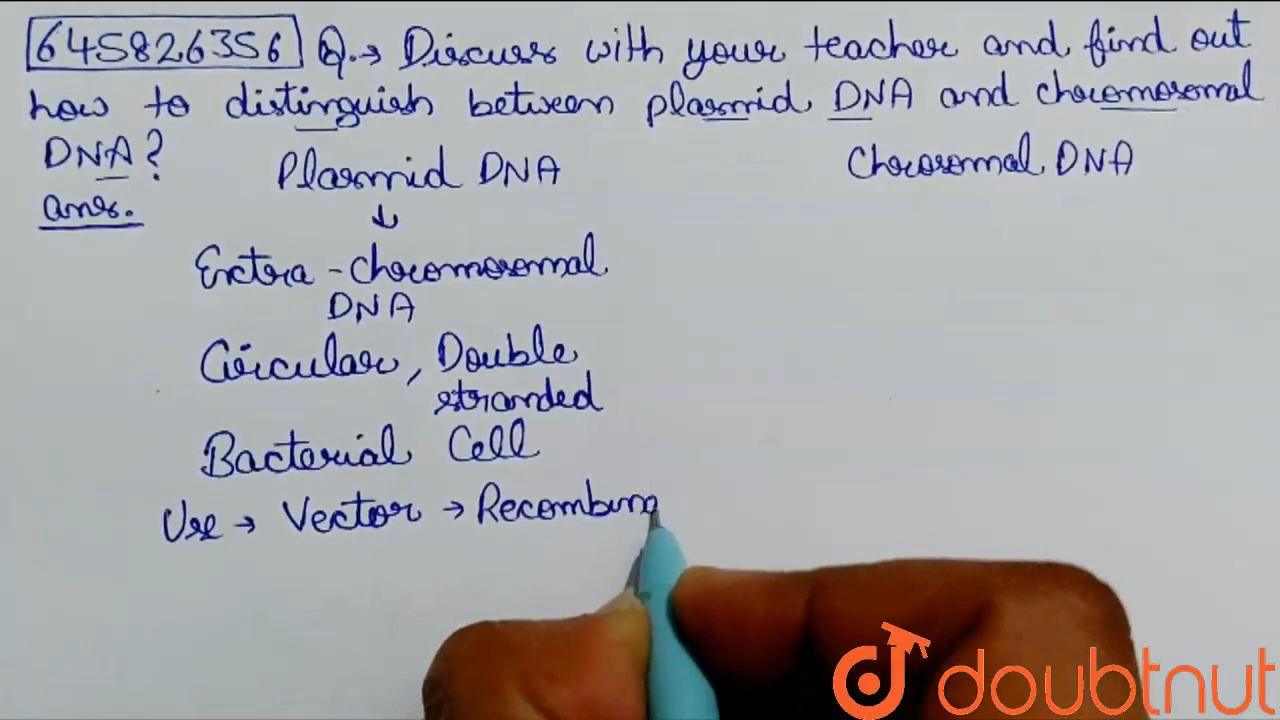 645826356 Q.→ Discuss with your teacher and find out
how to distinguish between plasmid DNA and chromosomal
DNA?
Plasmid DNA
Chrosomal DNA
ans.
↓
Extra-chromosomal
DNA
Circular, Double
stranded
Bacterial Cell
Use → Vector → Recombina
doubtnut